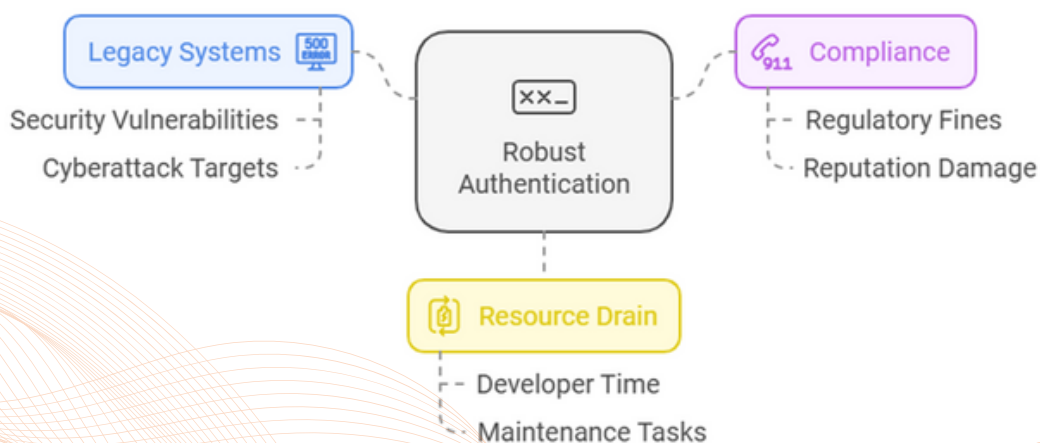 Legacy Systems
500
ERROR
Security Vulnerabilities
Cyberattack Targets
××_
Robust
Authentication
911
Compliance
Regulatory Fines
Reputation Damage
Resource Drain
Developer Time
Maintenance Tasks